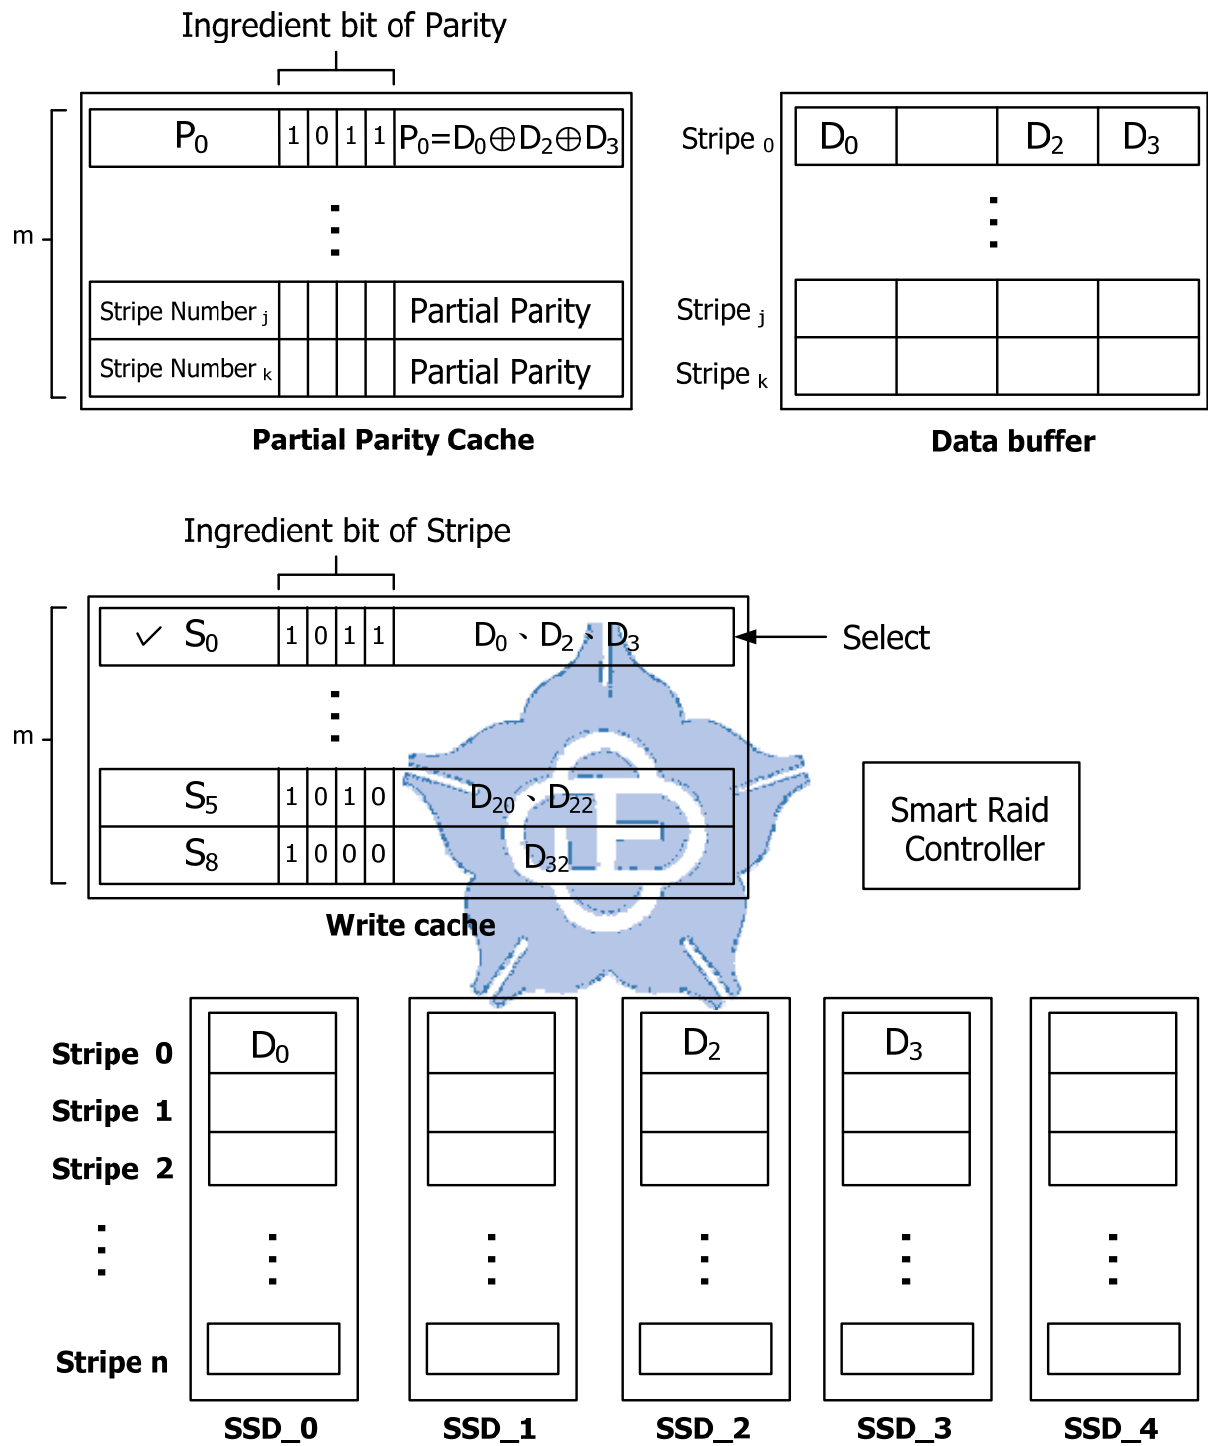 Ingredient bit of Parity
P₀ 1 0 1 1 P₀=D₀⊕D₂⊕D₃
m
Stripe Number j Partial Parity
Stripe Number k Partial Parity
Partial Parity Cache
Stripe 0 D₀ D₂ D₃
Stripe j
Stripe k
Data buffer
Ingredient bit of Stripe
✓ S₀ 1 0 1 1 D₀、D₂、D₃
Select
m
S₅ 1 0 1 0 D₂₀、D₂₂
S₈ 1 0 0 0 D₃₂
Write cache
Smart Raid
Controller
Stripe 0 D₀ D₂ D₃
Stripe 1
Stripe 2
Stripe n
SSD_0 SSD_1 SSD_2 SSD_3 SSD_4